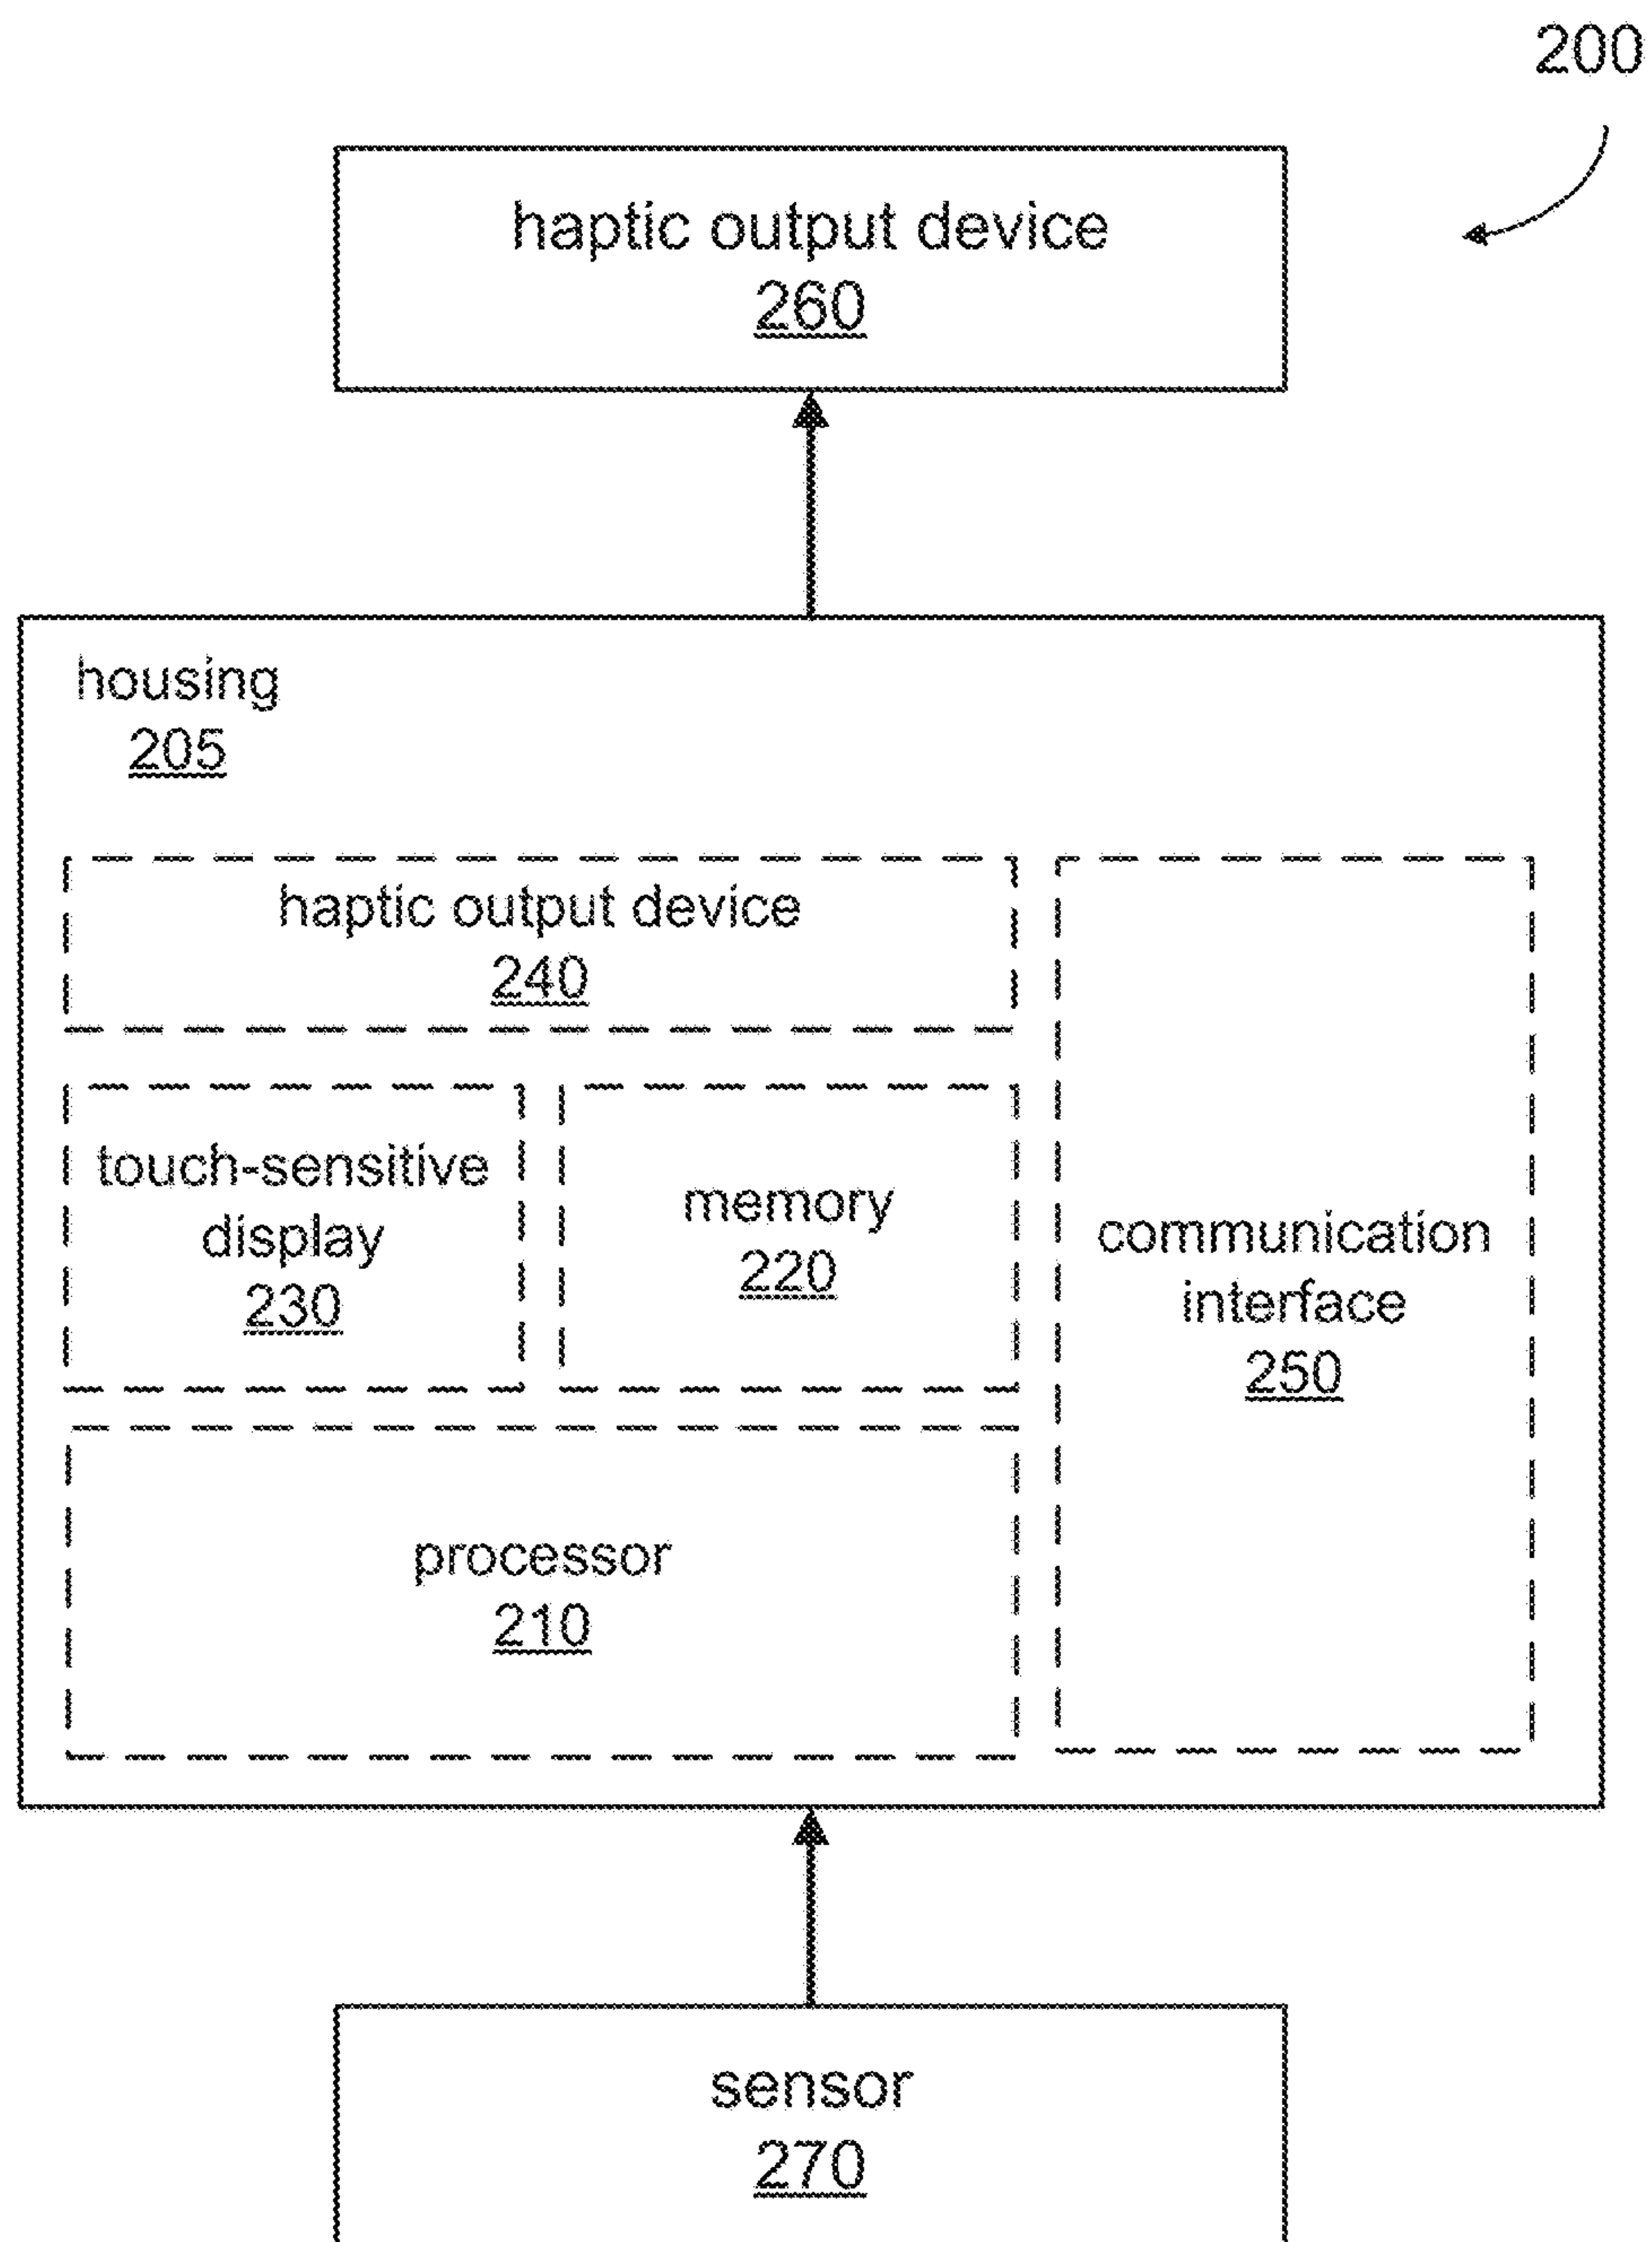 200
haptic output device
260
housing
205
haptic output device
240
touch-sensitive
display
230
memory
220
communication
interface
250
processor
210
sensor
270